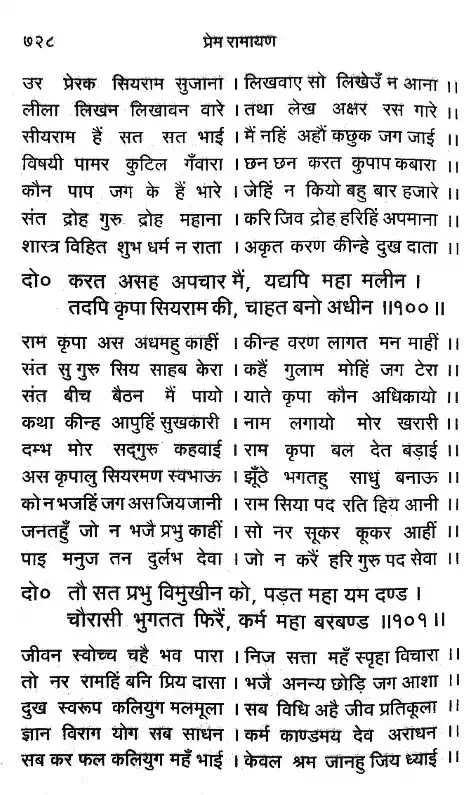 ७२८ प्रेम रामायण
उर प्रेरक सियराम सुजाना । लिखवाए सो लिखेउँ न आना ।।
लीला लिखन लिखावन वारे । तथा लेख अक्षर रस गारे ।।
सीयराम हैं सत सत भाई । मैं नहिं अहौं कछुक जग जाई ।।
विषयी पामर कुटिल गँवारा । छन छन करत कुपाप कबारा ।।
कौन पाप जग के हैं भारे । जेहिं न कियो बहु बार हजारे ।।
संत द्रोह गुरु द्रोह महाना । करि जिव द्रोह हरिहिं अपमाना ।।
शास्त्र विहित शुभ धर्म न राता । अकृत करण कीन्हे दुख दाता ।।
दो० करत असह अपचार मैं, यद्यपि महा मलीन ।
तदपि कृपा सियराम की, चाहत बनो अधीन ।।१००।।
राम कृपा अस अधमहु काहीं । कीन्ह वरण लागत मन माहीं ।।
संत सु गुरु सिय साहब केरा । कहैं गुलाम मोहिं जग टेरा ।।
संत बीच बैठन मैं पायो । याते कृपा कौन अधिकायो ।।
कथा कीन्ह आपुहिं सुखकारी । नाम लगायो मोर खरारी ।।
दम्भ मोर सद्गुरु कहवाई । राम कृपा बल देत बड़ाई ।।
अस कृपालु सियरमण स्वभाऊ । झूँठे भगतहु साधु बनाऊ ।।
को न भजहिं जग अस जिय जानी । राम सिया पद रति हिय आनी ।।
जनतहुँ जो न भजै प्रभु काहीं । सो नर सूकर कूकर आहीं ।।
पाइ मनुज तन दुर्लभ देवा । जो न करैं हरि गुरु पद सेवा ।।
दो० तौ सत प्रभु विमुखीन को, पड़त महा यम दण्ड ।
चौरासी भुगतत फिरैं, कर्म महा बरबण्ड ।।१०१।।
जीवन स्वोच्च चहै भव पारा । निज सत्ता महँ स्पृहा विचारा ।।
तो नर रामहिं बनि प्रिय दासा । भजै अनन्य छोड़ि जग आशा ।।
दुख स्वरूप कलियुग मलमूला । सब विधि अहै जीव प्रतिकूला ।।
ज्ञान विराग योग सब साधन । कर्म काण्डमय देव अराधन ।।
सब कर फल कलियुग महँ भाई । केवल श्रम जानहु जिय ध्याई ।।